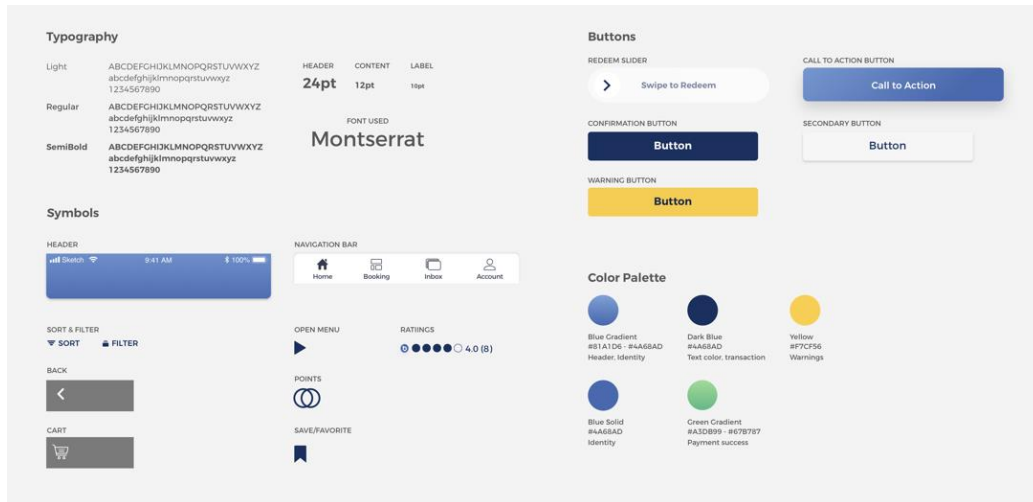 Typography
Light
ABCDEFGHIJKLMNOPQRSTUVWXYZ
abcdefghijklmnopqrstuvwxyz
1234567890
Regular
ABCDEFGHIJKLMNOPQRSTUVWXYZ
abcdefghijklmnopqrstuvwxyz
1234567890
SemiBold
ABCDEFGHIJKLMNOPQRSTUVWXYZ
abcdefghijklmnopqrstuvwxyz
1234567890
HEADER CONTENT LABEL
24pt 12pt 10pt
FONT USED
Montserrat
Symbols
HEADER
Sketch 9:41 AM 100%
NAVIGATION BAR
Home Booking Inbox Account
SORT & FILTER
SORT FILTER
BACK
CART
OPEN MENU
RATIINGS
4.0 (8)
POINTS
SAVE/FAVORITE
Buttons
REDEEM SLIDER
Swipe to Redeem
CALL TO ACTION BUTTON
Call to Action
CONFIRMATION BUTTON
Button
SECONDARY BUTTON
Button
WARNING BUTTON
Button
Color Palette
Blue Gradient
#81A1D6 - #4A68AD
Header, Identity
Dark Blue
#4A68AD
Text color, transaction
Yellow
#F7CF56
Warnings
Blue Solid
#4A68AD
Identity
Green Gradient
#A3DB99 - #67B787
Payment success